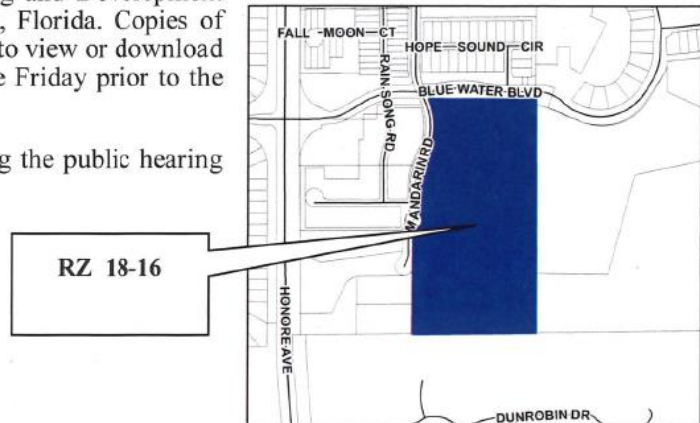 , Florida. Copies of
to view or download
e Friday prior to the
g the public hearing
RZ 18-16
FALL MOON CT
HOPE SOUND CIR
RAIN SONG RD
BLUE WATER BLVD
MANDARIN RD
HONORE AVE
DUNROBIN DR